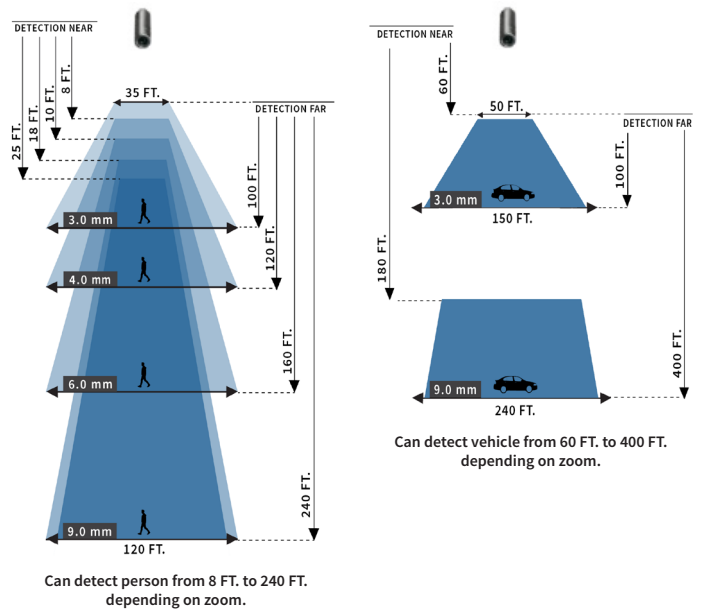 DETECTION NEAR
8 FT.
10 FT.
18 FT.
25 FT.
35 FT.
DETECTION FAR
100 FT.
120 FT.
160 FT.
240 FT.
3.0 mm
4.0 mm
6.0 mm
9.0 mm
120 FT.
Can detect person from 8 FT. to 240 FT.
depending on zoom.
DETECTION NEAR
60 FT.
50 FT.
DETECTION FAR
100 FT.
3.0 mm
150 FT.
180 FT.
400 FT.
9.0 mm
240 FT.
Can detect vehicle from 60 FT. to 400 FT.
depending on zoom.